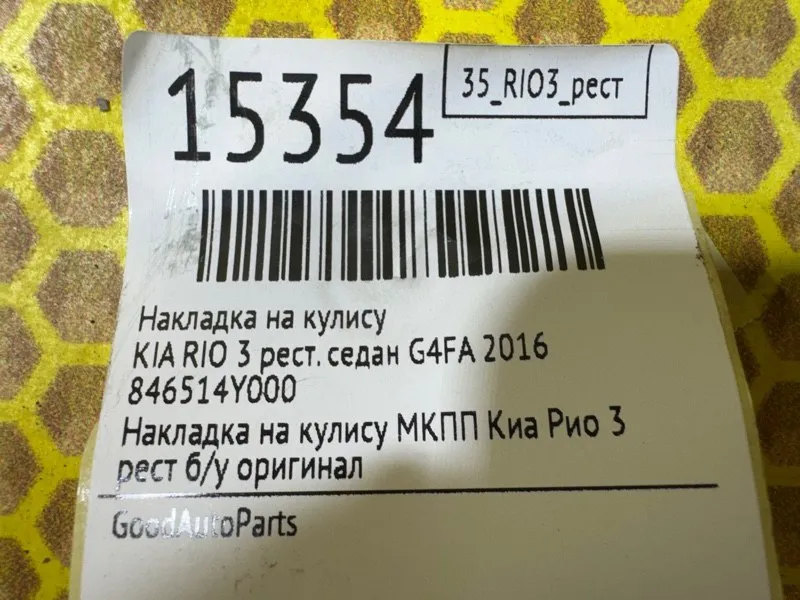 15354
35_RIO3_рест
Накладка на кулису
KIA RIO 3 рест. седан G4FA 2016
846514Y000
Накладка на кулису МКПП Киа Рио 3
рест б/у оригинал
GoodAutoParts